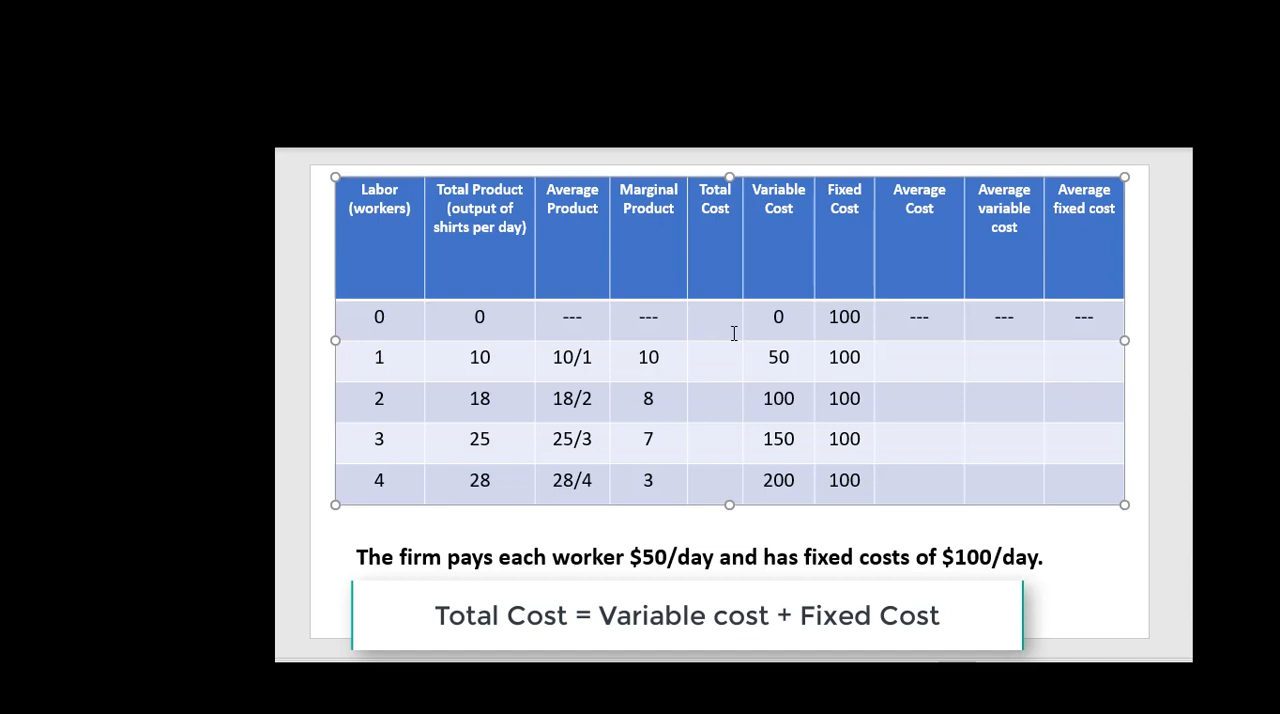 Labor (workers) Total Product (output of shirts per day) Average Product Marginal Product Total Cost Variable Cost Fixed Cost Average Cost Average variable cost Average fixed cost
0 0 --- --- 0 100 --- --- ---
1 10 10/1 10 50 100
2 18 18/2 8 100 100
3 25 25/3 7 150 100
4 28 28/4 3 200 100
The firm pays each worker $50/day and has fixed costs of $100/day.
Total Cost = Variable cost + Fixed Cost